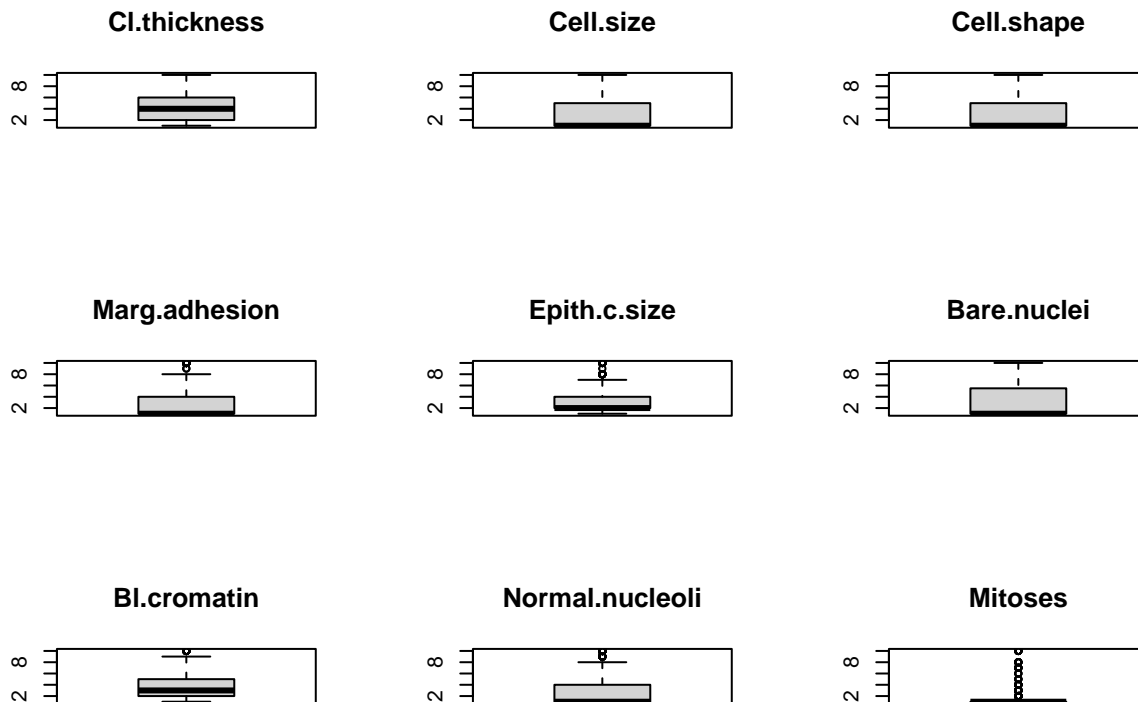 Cl.thickness Cell.size Cell.shape
8 8 8
2 2 2
Marg.adhesion Epith.c.size Bare.nuclei
8 8 8
2 2 2
Bl.cromatin Normal.nucleoli Mitoses
8 8 8
2 2 2